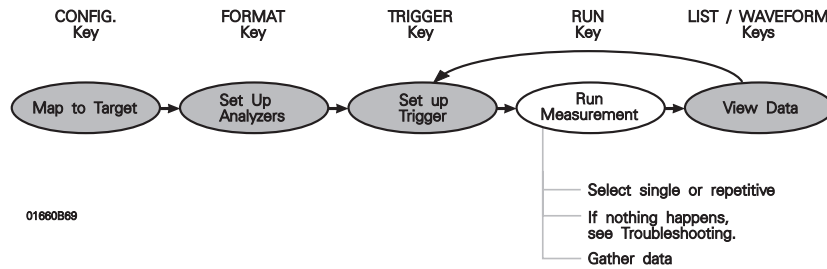 CONFIG. Key
FORMAT Key
TRIGGER Key
RUN Key
LIST / WAVEFORM Keys
Map to Target
Set Up Analyzers
Set up Trigger
Run Measurement
View Data
Select single or repetitive
If nothing happens,
see Troubleshooting.
Gather data
01660B69